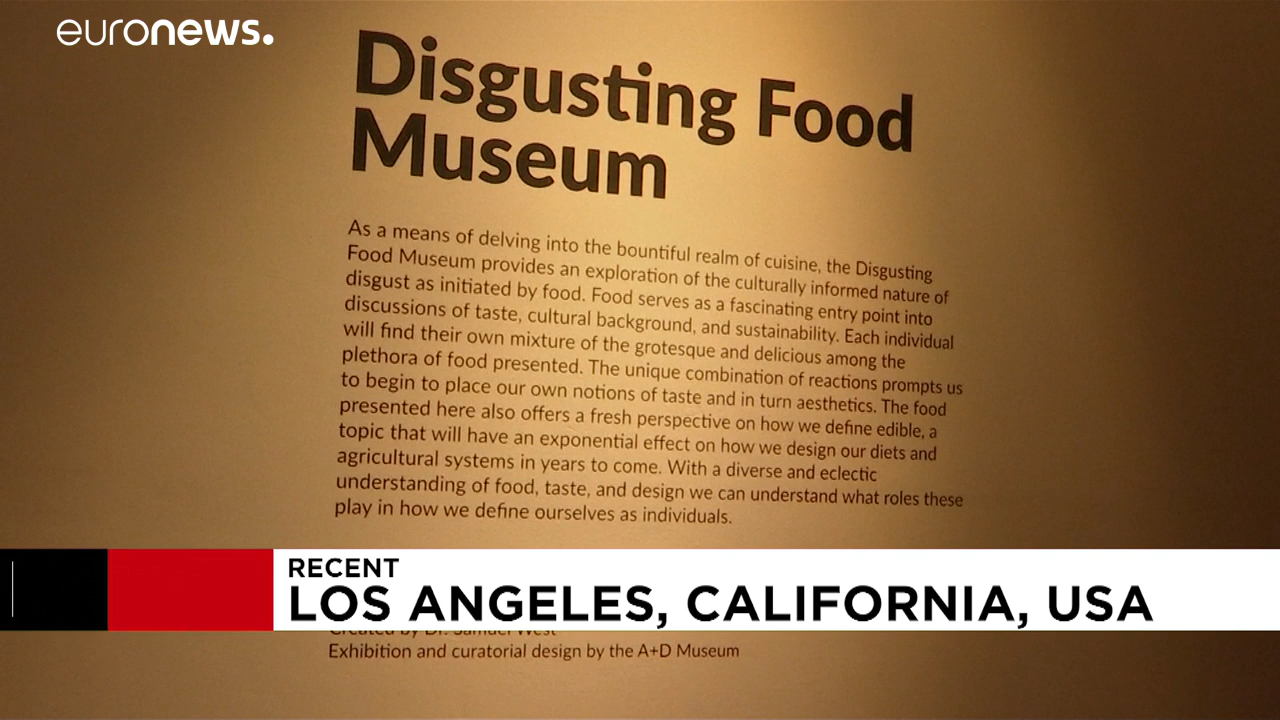 euronews.
Disgusting Food
Museum
As a means of delving into the bountiful realm of cuisine, the Disgusting
Food Museum provides an exploration of the culturally informed nature of
disgust as initiated by food. Food serves as a fascinating entry point into
discussions of taste, cultural background, and sustainability. Each individual
will find their own mixture of the grotesque and delicious among the
plethora of food presented. The unique combination of reactions prompts us
to begin to place our own notions of taste and in turn aesthetics. The food
presented here also offers a fresh perspective on how we define edible, a
topic that will have an exponential effect on how we design our diets and
agricultural systems in years to come. With a diverse and eclectic
understanding of food, taste, and design we can understand what roles these
play in how we define ourselves as individuals.
RECENT
LOS ANGELES, CALIFORNIA, USA
Created by Dr. Samuel West
Exhibition and curatorial design by the A+D Museum